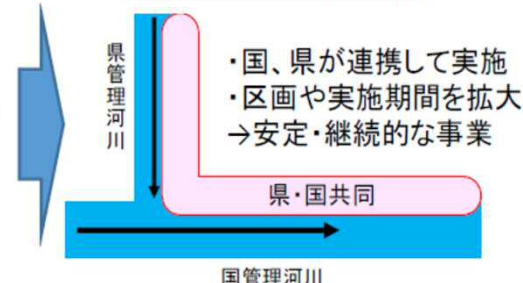 県管理河川
・国、県が連携して実施
・区画や実施期間を拡大
→安定・継続的な事業
県・国共同
国管理河川